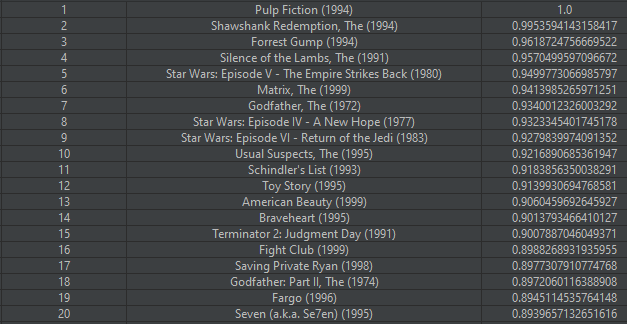 1 Pulp Fiction (1994) 1.0
2 Shawshank Redemption, The (1994) 0.9953594143158417
3 Forrest Gump (1994) 0.9618724756669522
4 Silence of the Lambs, The (1991) 0.9570499597096672
5 Star Wars: Episode V - The Empire Strikes Back (1980) 0.9499773066985797
6 Matrix, The (1999) 0.9413985265971251
7 Godfather, The (1972) 0.9340012326003292
8 Star Wars: Episode IV - A New Hope (1977) 0.9323345401745178
9 Star Wars: Episode VI - Return of the Jedi (1983) 0.9279839974091352
10 Usual Suspects, The (1995) 0.9216890685361947
11 Schindler's List (1993) 0.9183856350038291
12 Toy Story (1995) 0.9139930694768581
13 American Beauty (1999) 0.9060459692645927
14 Braveheart (1995) 0.9013793466410127
15 Terminator 2: Judgment Day (1991) 0.9007887046049371
16 Fight Club (1999) 0.8988268931935955
17 Saving Private Ryan (1998) 0.8977307910774768
18 Godfather: Part II, The (1974) 0.8972060116388908
19 Fargo (1996) 0.8945114535764148
20 Seven (a.k.a. Se7en) (1995) 0.8939657132651616